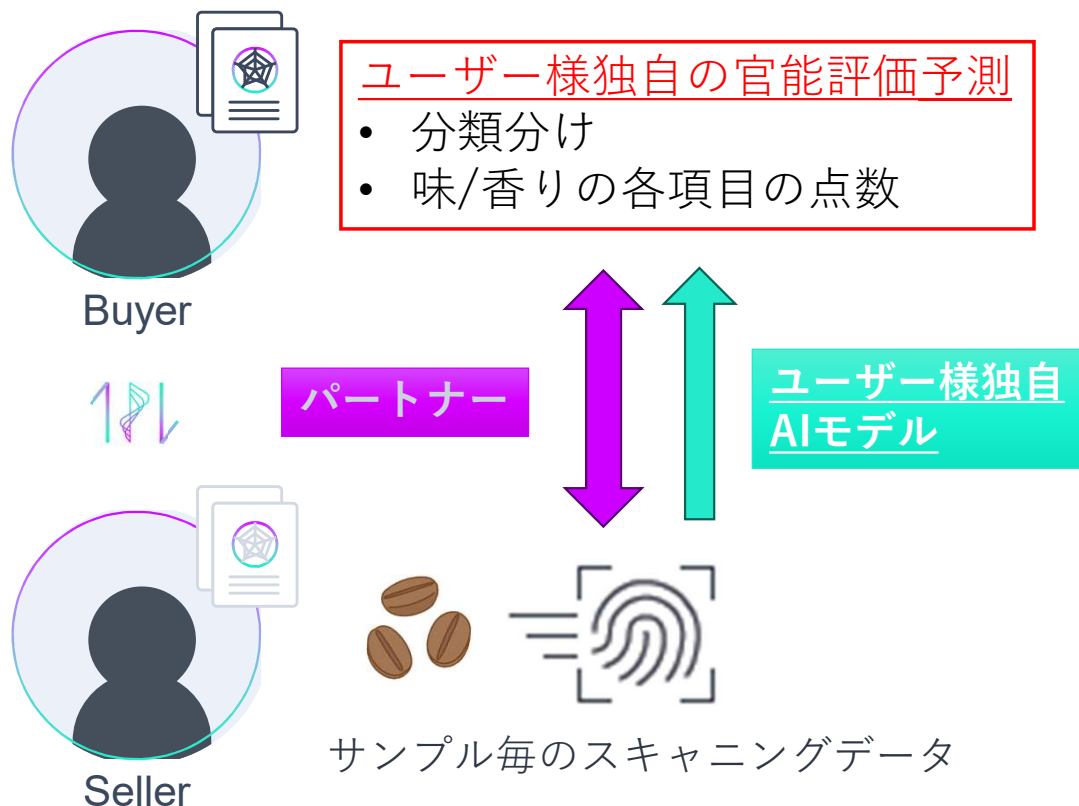 ユーザー様独自の官能評価予測
• 分類分け
• 味/香りの各項目の点数
Buyer
パートナー
ユーザー様独自
AIモデル
サンプル毎のスキャニングデータ
Seller